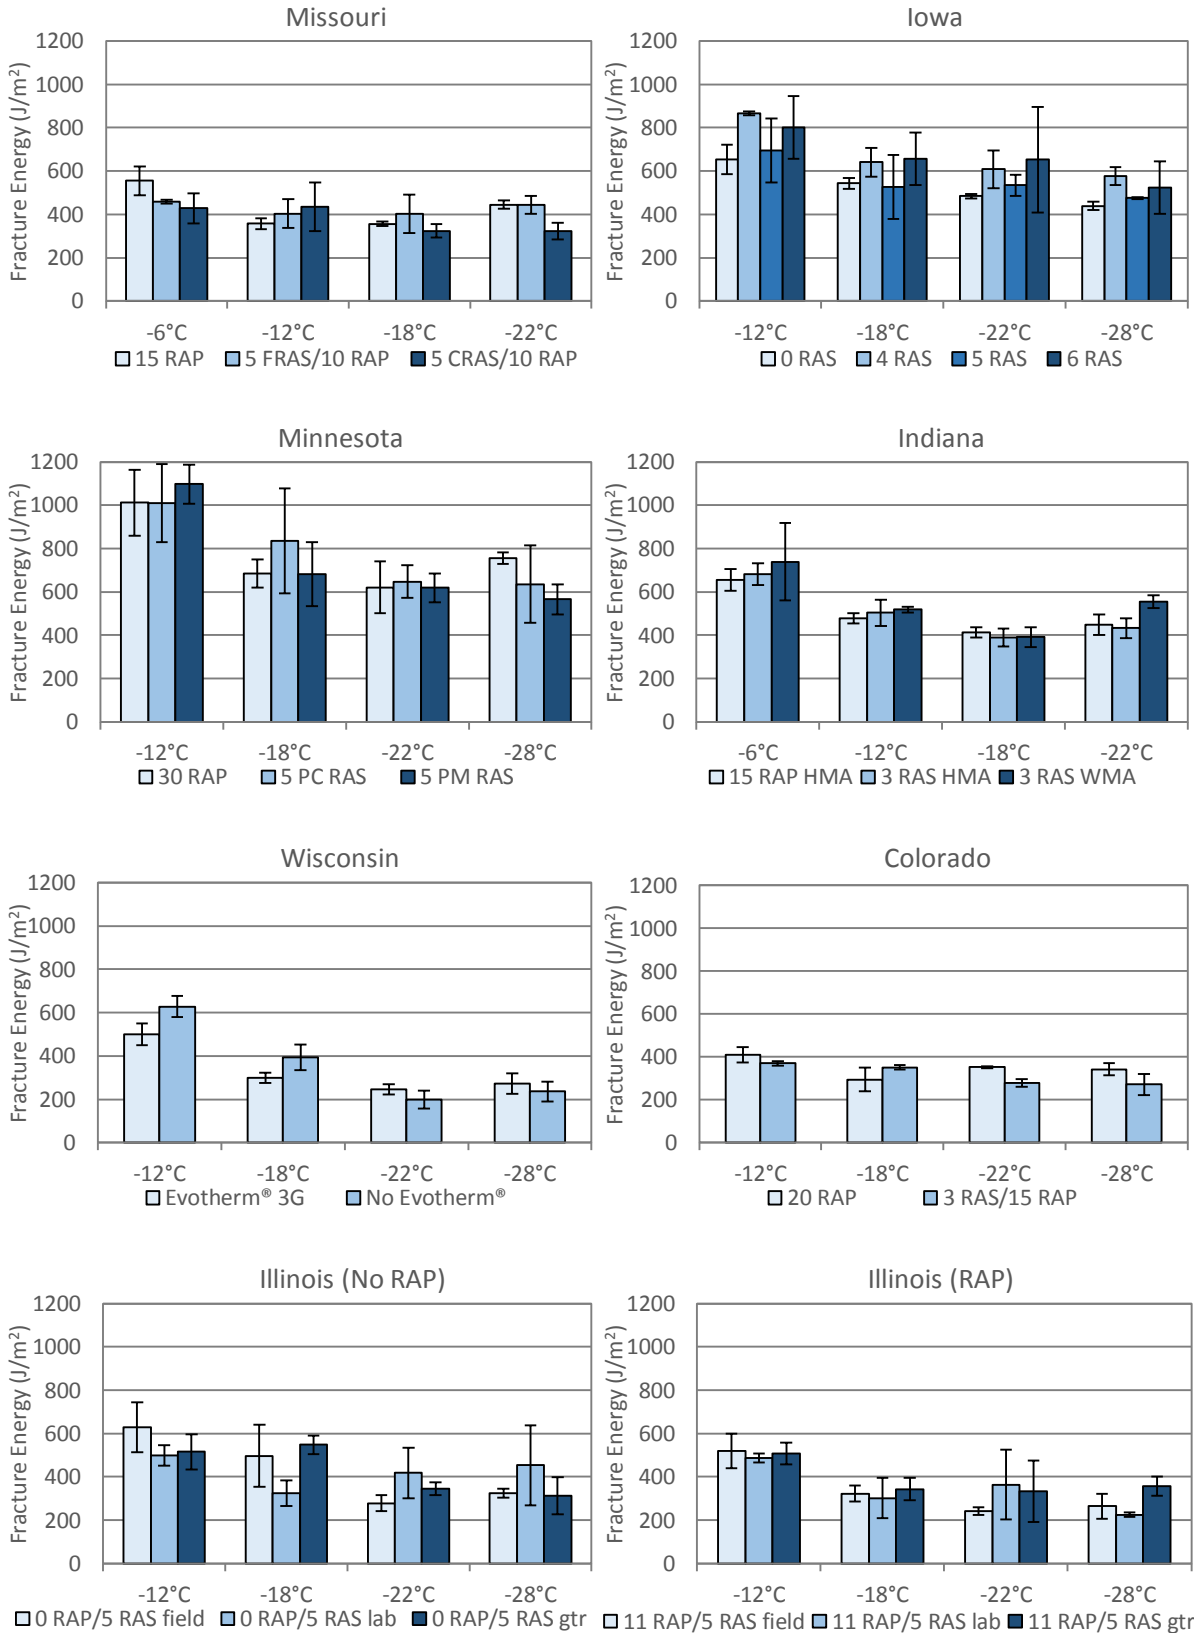 Missouri
Fracture Energy (J/m²)
1200
1000
800
600
400
200
0
-6°C -12°C -18°C -22°C
15 RAP 5 FRAS/10 RAP 5 CRAS/10 RAP
Iowa
Fracture Energy (J/m²)
1200
1000
800
600
400
200
0
-12°C -18°C -22°C -28°C
0 RAS 4 RAS 5 RAS 6 RAS
Minnesota
Fracture Energy (J/m²)
1200
1000
800
600
400
200
0
-12°C -18°C -22°C -28°C
30 RAP 5 PC RAS 5 PM RAS
Indiana
Fracture Energy (J/m²)
1200
1000
800
600
400
200
0
-6°C -12°C -18°C -22°C
15 RAP HMA 3 RAS HMA 3 RAS WMA
Wisconsin
Fracture Energy (J/m²)
1200
1000
800
600
400
200
0
-12°C -18°C -22°C -28°C
Evotherm® 3G No Evotherm®
Colorado
Fracture Energy (J/m²)
1200
1000
800
600
400
200
0
-12°C -18°C -22°C -28°C
20 RAP 3 RAS/15 RAP
Illinois (No RAP)
Fracture Energy (J/m²)
1200
1000
800
600
400
200
0
-12°C -18°C -22°C -28°C
0 RAP/5 RAS field 0 RAP/5 RAS lab 0 RAP/5 RAS gtr
Illinois (RAP)
Fracture Energy (J/m²)
1200
1000
800
600
400
200
0
-12°C -18°C -22°C -28°C
11 RAP/5 RAS field 11 RAP/5 RAS lab 11 RAP/5 RAS gtr